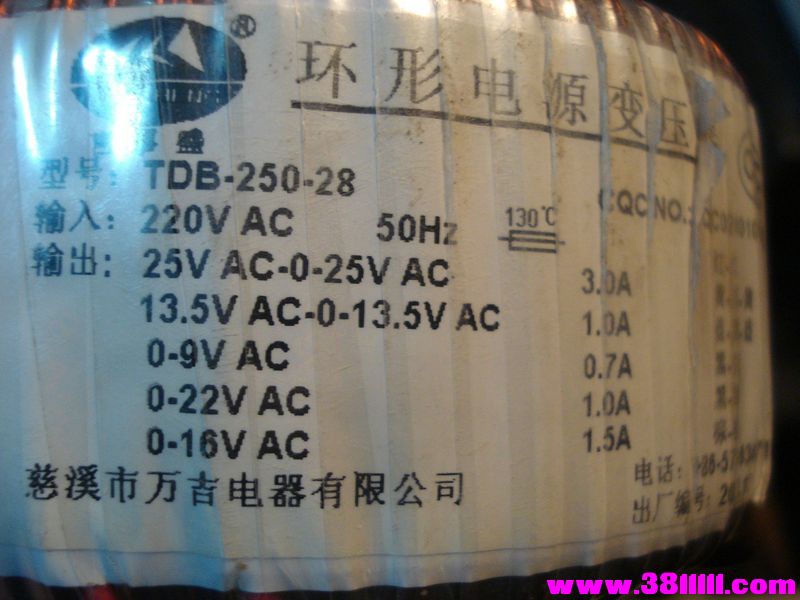 ®
环形电源变压
盛
型号: TDB-250-28
CQC NO.:
输入: 220V AC 50Hz 130℃
输出: 25V AC-0-25V AC 3.0A
13.5V AC-0-13.5V AC 1.0A
0-9V AC 0.7A
0-22V AC 1.0A
0-16V AC 1.5A
慈溪市万吉电器有限公司
电话:
出厂编号:
www.38lllll.com